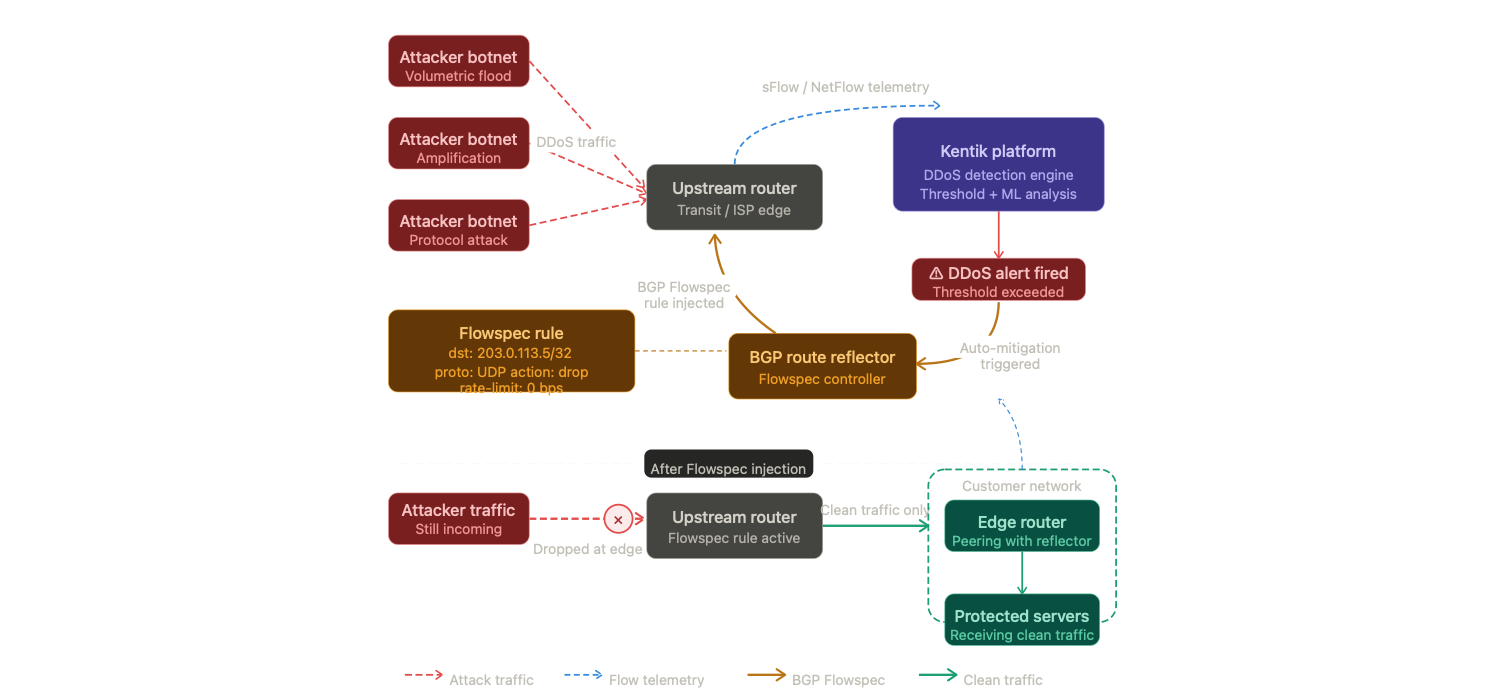 Attacker botnet
Volumetric flood
sFlow / NetFlow telemetry
Attacker botnet
Amplification
DDoS traffic
Kentik platform
DDoS detection engine
Threshold + ML analysis
Upstream router
Transit / ISP edge
Attacker botnet
Protocol attack
⚠ DDoS alert fired
Threshold exceeded
BGP Flowspec
rule injected
Flowspec rule
dst: 203.0.113.5/32
proto: UDP action: drop
rate-limit: 0 bps
BGP route reflector
Flowspec controller
Auto-mitigation
triggered
After Flowspec injection
Customer network
Attacker traffic
Still incoming
×
Dropped at edge
Upstream router
Flowspec rule active
Clean traffic only
Edge router
Peering with reflector
Protected servers
Receiving clean traffic
Attack traffic
Flow telemetry
BGP Flowspec
Clean traffic